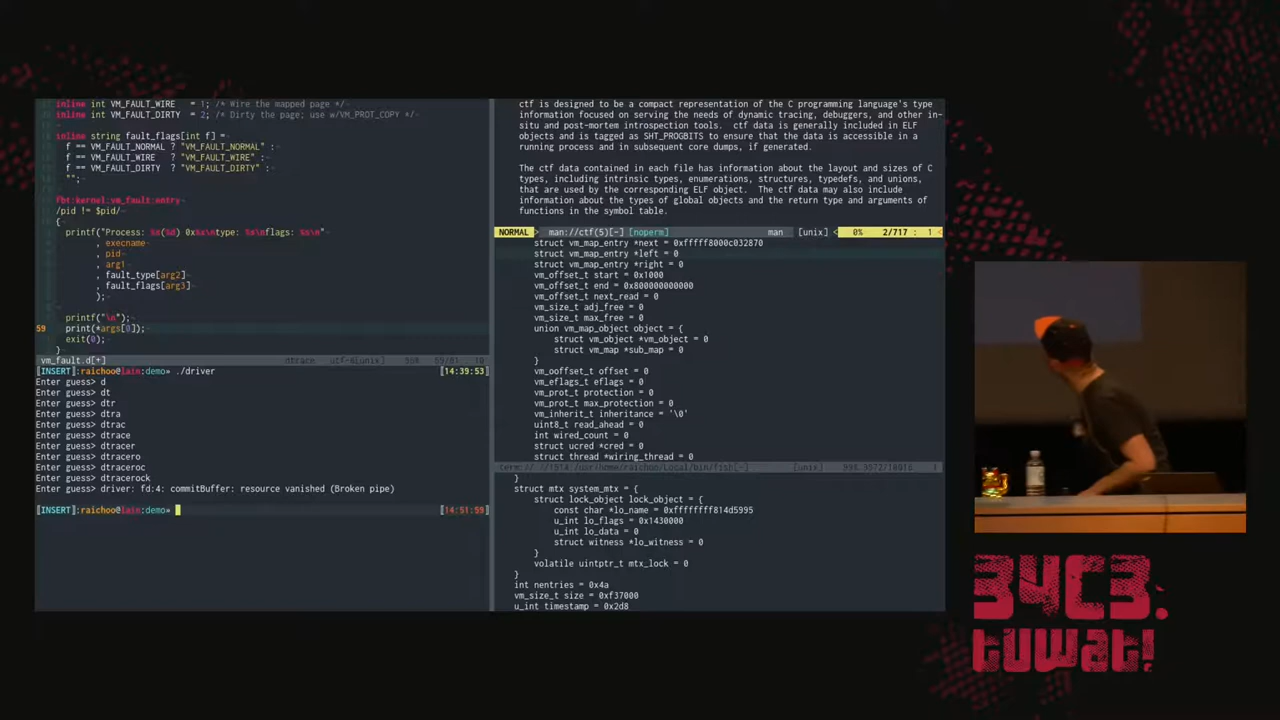 inline int VM_FAULT_WIRE = 1; /* Wire the mapped page */
inline int VM_FAULT_DIRTY = 2; /* Dirty the page; use w/VM_PROT_COPY */
inline string fault_flags[int f] =
f == VM_FAULT_NORMAL ? "VM_FAULT_NORMAL" :
f == VM_FAULT_WIRE ? "VM_FAULT_WIRE" :
f == VM_FAULT_DIRTY ? "VM_FAULT_DIRTY" :
"";
fbt:kernel:vm_fault:entry
/pid != $pid/
{
printf("Process: %s(%d) 0x%x\ntype: %s\nflags: %s\n"
, execname
, pid
, arg1
, fault_type[arg2]
, fault_flags[arg3]
);
printf("\n");
59 print(*args[0]);
exit(0);
}
vm_fault.d[+] dtrace utf-8[unix]
[INSERT]:raichoo@lain:demo» ./driver [14:39:53]
Enter guess> d
Enter guess> dt
Enter guess> dtr
Enter guess> dtra
Enter guess> dtrac
Enter guess> dtrace
Enter guess> dtracer
Enter guess> dtracero
Enter guess> dtraceroc
Enter guess> dtracerock
Enter guess> driver: fd:4: commitBuffer: resource vanished (Broken pipe)
[INSERT]:raichoo@lain:demo» [14:51:59]
ctf is designed to be a compact representation of the C programming language's type
information focused on serving the needs of dynamic tracing, debuggers, and other in-
situ and post-mortem introspection tools. ctf data is generally included in ELF
objects and is tagged as SHT_PROGBITS to ensure that the data is accessible in a
running process and in subsequent core dumps, if generated.
The ctf data contained in each file has information about the layout and sizes of C
types, including intrinsic types, enumerations, structures, typedefs, and unions,
that are used by the corresponding ELF object. The ctf data may also include
information about the types of global objects and the return type and arguments of
functions in the symbol table.
NORMAL man://ctf(5)[-] [noperm] man [unix] 0% 2/717 : 1
struct vm_map_entry *next = 0xfffff8000c032870
struct vm_map_entry *left = 0
struct vm_map_entry *right = 0
vm_offset_t start = 0x1000
vm_offset_t end = 0x800000000000
vm_offset_t next_read = 0
vm_size_t adj_free = 0
vm_size_t max_free = 0
union vm_map_object object = {
struct vm_object *vm_object = 0
struct vm_map *sub_map = 0
}
vm_ooffset_t offset = 0
vm_eflags_t eflags = 0
vm_prot_t protection = 0
vm_prot_t max_protection = 0
vm_inherit_t inheritance = '\0'
uint8_t read_ahead = 0
int wired_count = 0
struct ucred *cred = 0
struct thread *wiring_thread = 0
}
struct mtx system_mtx = {
struct lock_object lock_object = {
const char *lo_name = 0xffffffff814d5995
u_int lo_flags = 0x1430000
u_int lo_data = 0
struct witness *lo_witness = 0
}
volatile uintptr_t mtx_lock = 0
}
int nentries = 0x4a
vm_size_t size = 0xf37000
u_int timestamp = 0x2d8
34C3.
tuwat!